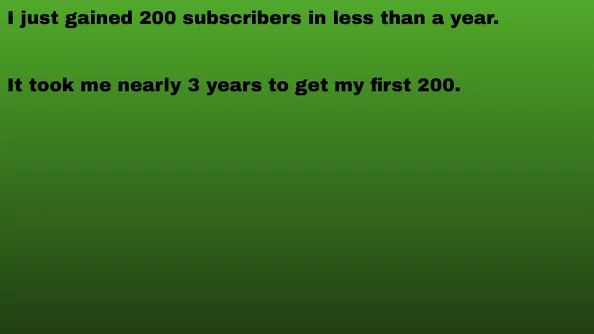 I just gained 200 subscribers in less than a year.
It took me nearly 3 years to get my first 200.